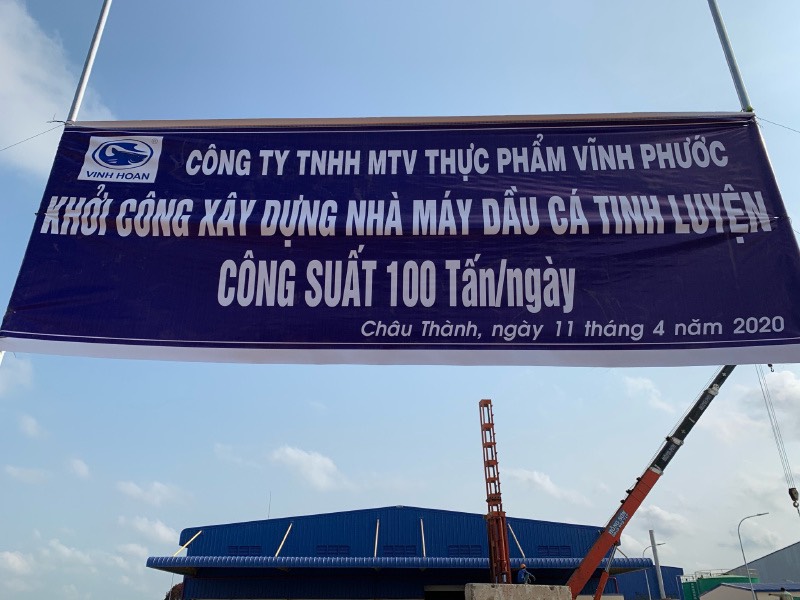 VINH HOAN
CÔNG TY TNHH MTV THỰC PHẨM VĨNH PHƯỚC
KHỞI CÔNG XÂY DỰNG NHÀ MÁY DẦU CÁ TINH LUYỆN
CÔNG SUẤT 100 Tấn/ngày
Châu Thành, ngày 11 tháng 4 năm 2020